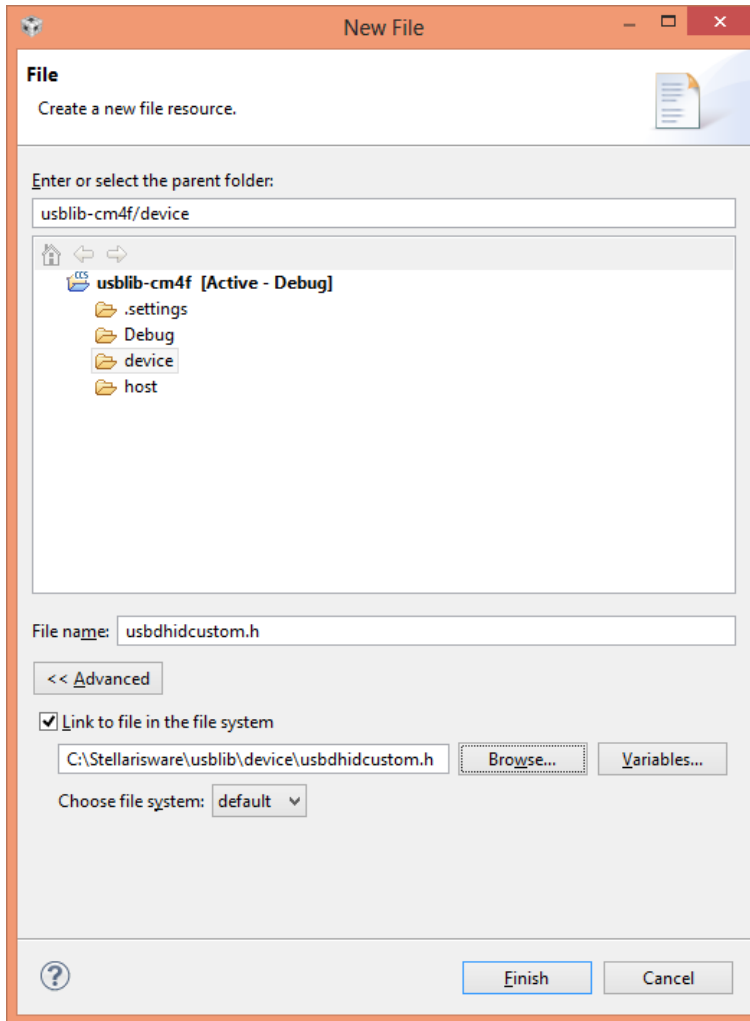 New File
File
Create a new file resource.
Enter or select the parent folder:
usblib-cm4f/device
CCS
usblib-cm4f [Active - Debug]
.settings
Debug
device
host
File name: usbdhidcustom.h
<< Advanced
Link to file in the file system
C:\Stellarisware\usblib\device\usbdhidcustom.h Browse... Variables...
Choose file system: default
? Finish Cancel